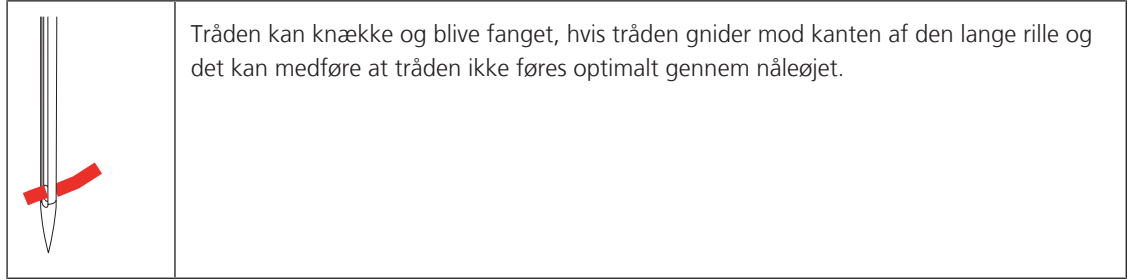 Tråden kan knække og blive fanget, hvis tråden gnider mod kanten af den lange rille og
det kan medføre at tråden ikke føres optimalt gennem nåleøjet.